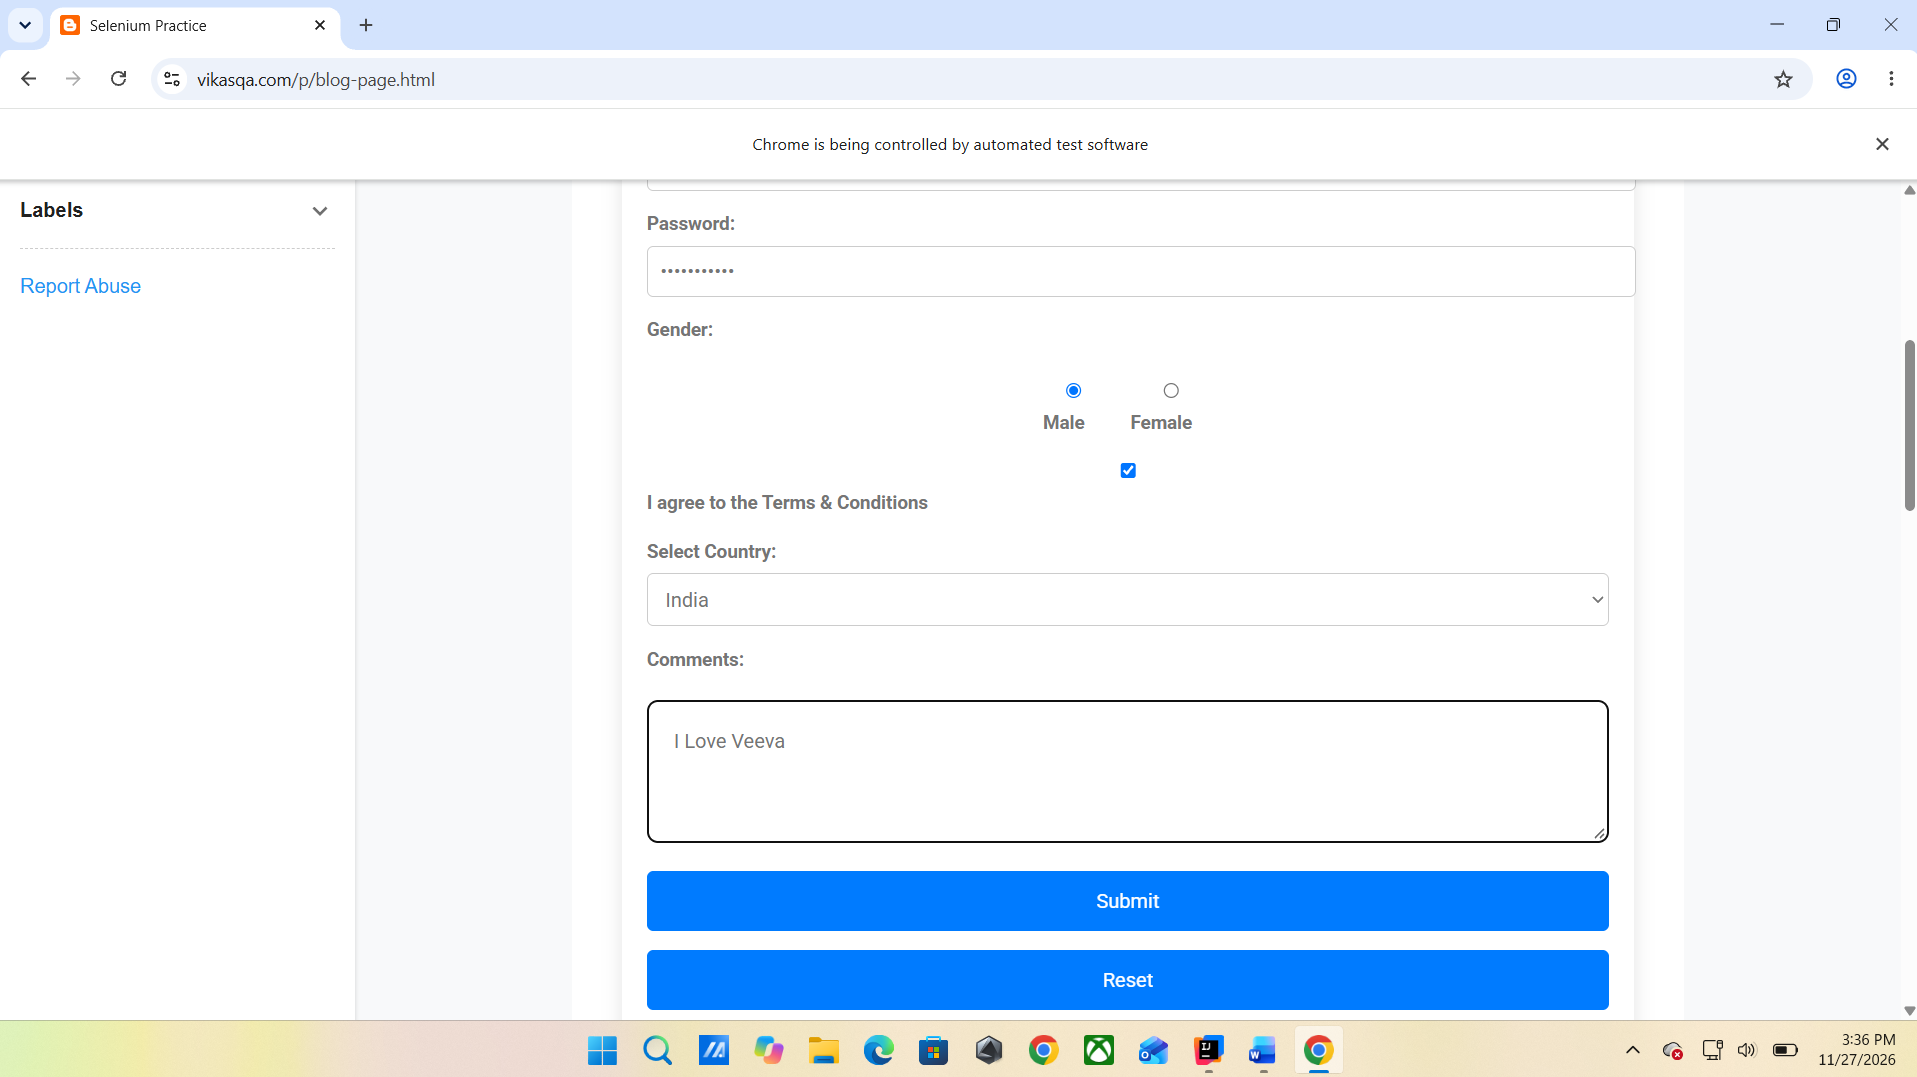 Selenium Practice
vikasqa.com/p/blog-page.html
Chrome is being controlled by automated test software
Labels
Report Abuse
Password:
•••••••••••
Gender:
Male Female
I agree to the Terms & Conditions
Select Country:
India
Comments:
I Love Veeva
Submit
Reset
3:36 PM
11/27/2026